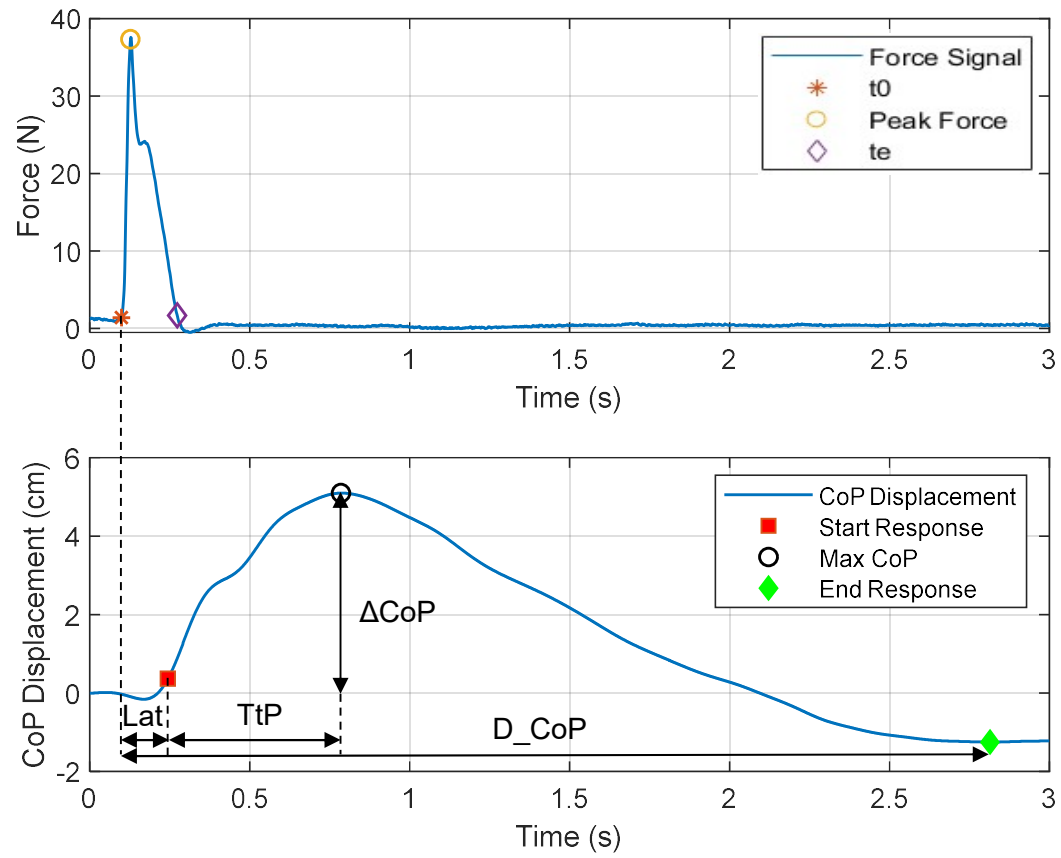 40
30
20
10
0
Force (N)
Force Signal
t0
Peak Force
te
0 0.5 1 1.5 2 2.5 3
Time (s)
6
4
2
0
-2
CoP Displacement (cm)
CoP Displacement
Start Response
Max CoP
End Response
ΔCoP
Lat
TtP
D_CoP
0 0.5 1 1.5 2 2.5 3
Time (s)